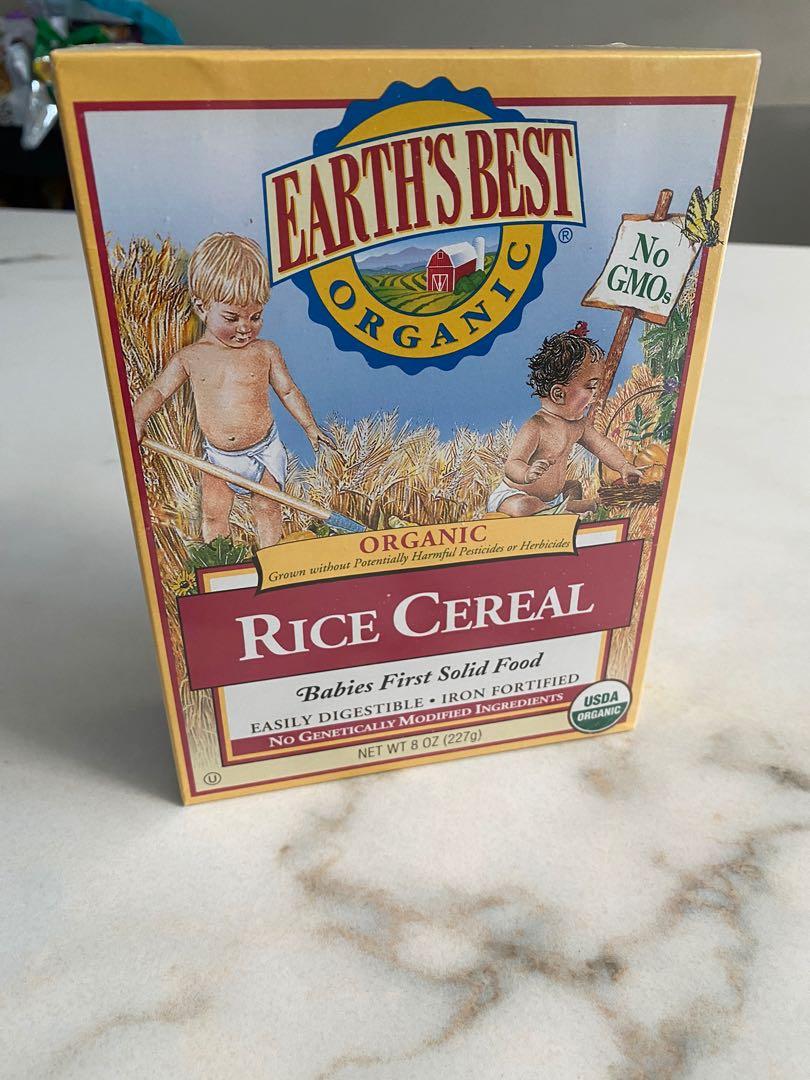 EARTH'S BEST
®
ORGANIC
No
GMOs
ORGANIC
Grown without Potentially Harmful Pesticides or Herbicides
RICE CEREAL
Babies First Solid Food
EASILY DIGESTIBLE • IRON FORTIFIED
NO GENETICALLY MODIFIED INGREDIENTS
USDA
ORGANIC
NET WT 8 OZ (227g)
U